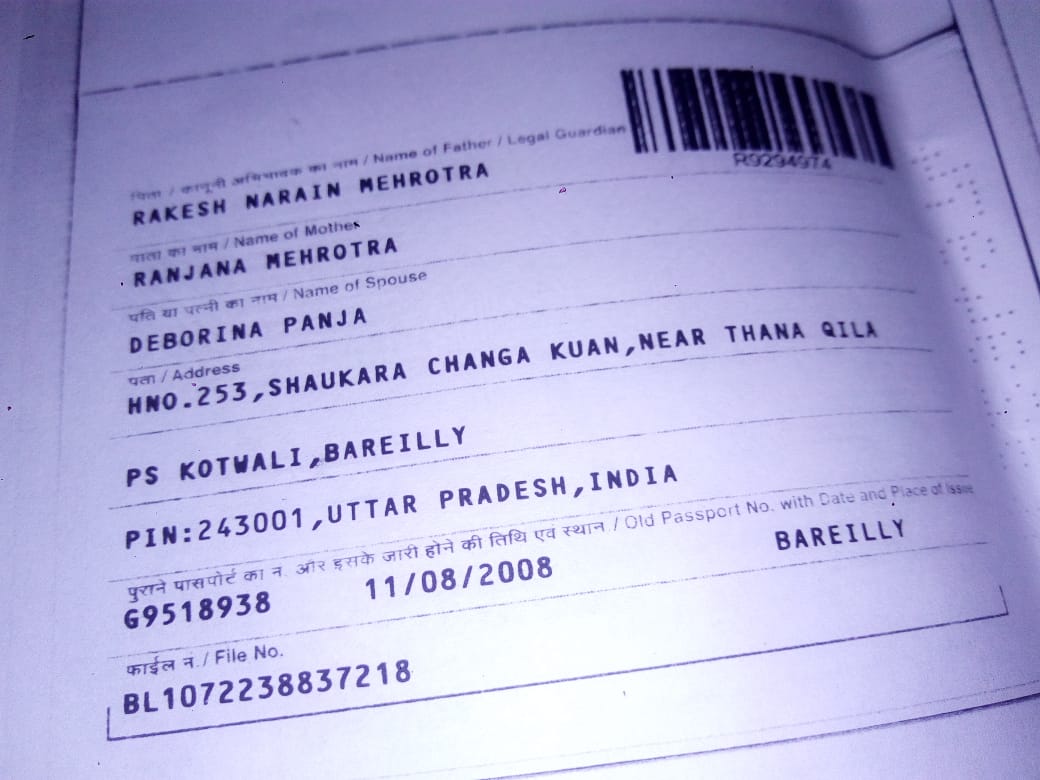 R9294974
पिता / कानूनी अभिभावक का नाम / Name of Father / Legal Guardian
RAKESH NARAIN MEHROTRA
माता का नाम / Name of Mother
RANJANA MEHROTRA
पति या पत्नी का नाम / Name of Spouse
DEBORINA PANJA
पता / Address
HNO.253,SHAUKARA CHANGA KUAN,NEAR THANA QILA
PS KOTWALI,BAREILLY
PIN:243001,UTTAR PRADESH,INDIA
पुराने पासपोर्ट का न. और इसके जारी होने की तिथि एवं स्थान / Old Passport No. with Date and Place of Issue
G9518938 11/08/2008 BAREILLY
फाईल नं./ File No.
BL1072238837218